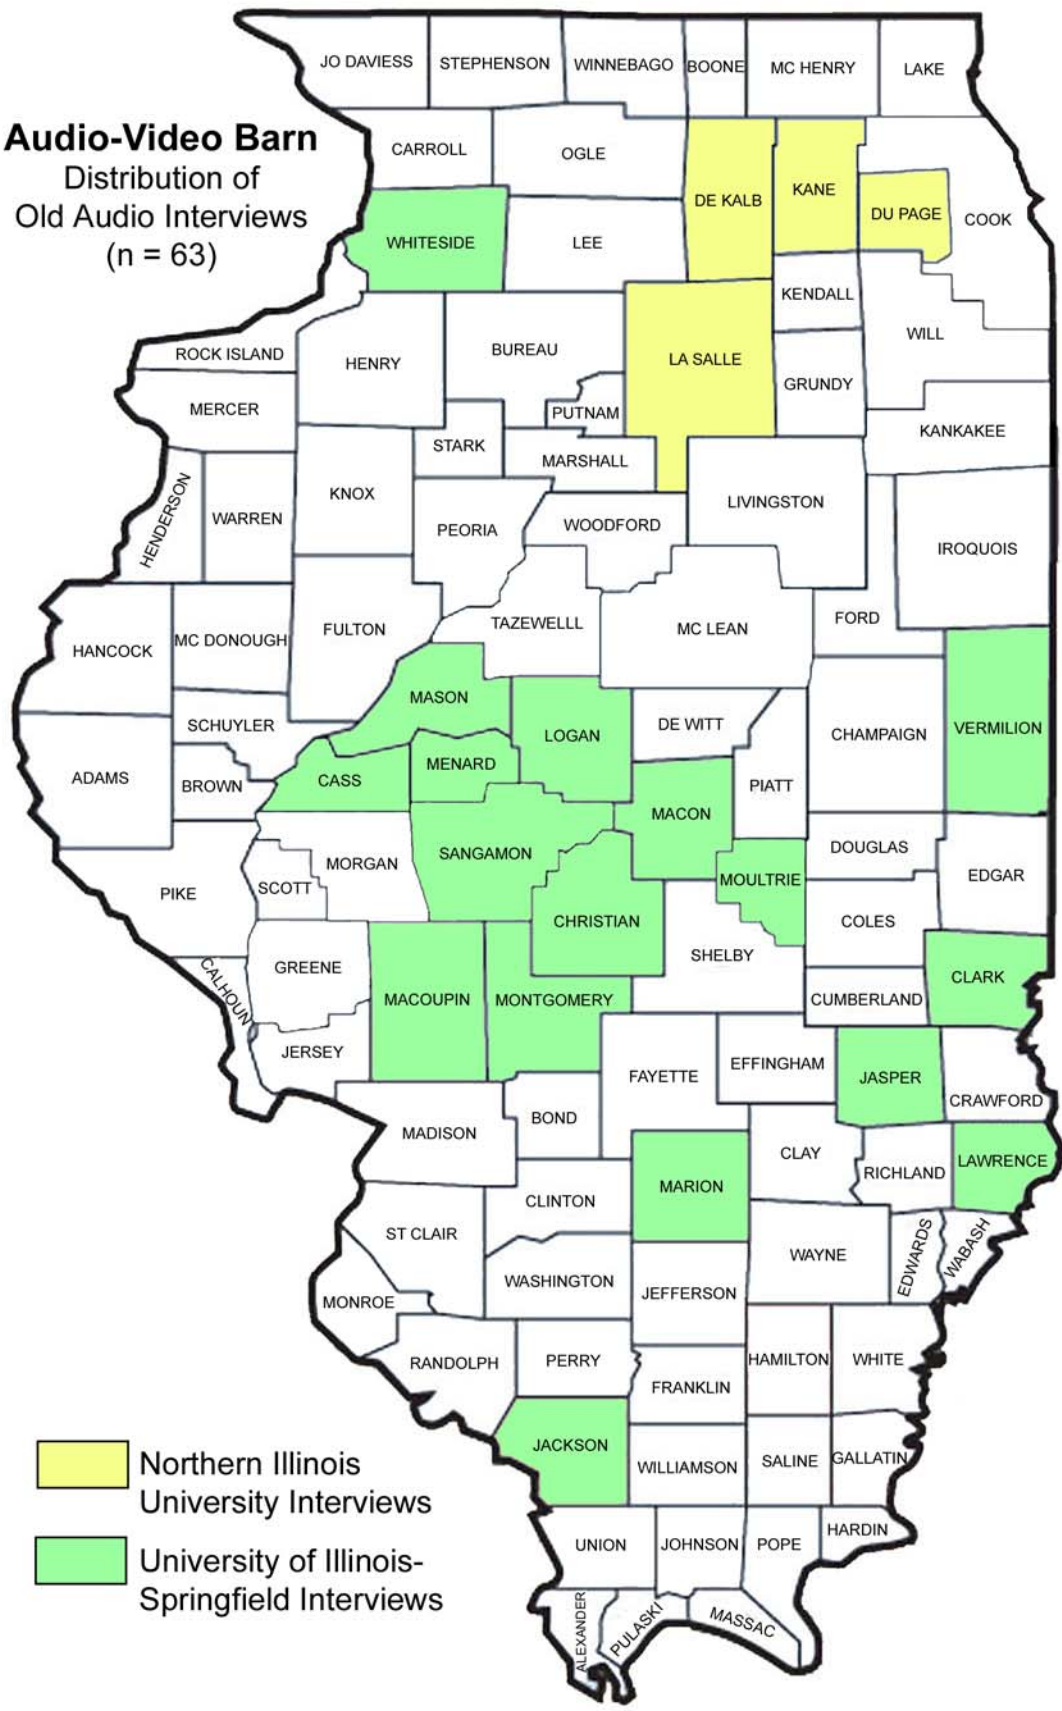 JO DAVIESS
STEPHENSON
WINNEBAGO
BOONE
MC HENRY
LAKE
Audio-Video Barn
Distribution of
Old Audio Interviews
(n = 63)
CARROLL
OGLE
DE KALB
KANE
DU PAGE
COOK
WHITESIDE
LEE
KENDALL
WILL
ROCK ISLAND
HENRY
BUREAU
LA SALLE
GRUNDY
MERCER
PUTNAM
KANKAKEE
STARK
MARSHALL
HENDERSON
WARREN
KNOX
PEORIA
WOODFORD
LIVINGSTON
IROQUOIS
HANCOCK
MC DONOUGH
FULTON
TAZEWELLL
MC LEAN
FORD
MASON
SCHUYLER
LOGAN
DE WITT
CHAMPAIGN
VERMILION
ADAMS
BROWN
CASS
MENARD
PIATT
MACON
SANGAMON
DOUGLAS
MORGAN
PIKE
SCOTT
MOULTRIE
EDGAR
CHRISTIAN
COLES
SHELBY
CALHOUN
GREENE
MACOUPIN
MONTGOMERY
CUMBERLAND
CLARK
JERSEY
FAYETTE
EFFINGHAM
JASPER
CRAWFORD
MADISON
BOND
CLAY
RICHLAND
LAWRENCE
MARION
CLINTON
ST CLAIR
WAYNE
EDWARDS
WABASH
WASHINGTON
JEFFERSON
MONROE
RANDOLPH
PERRY
HAMILTON
WHITE
FRANKLIN
JACKSON
WILLIAMSON
SALINE
GALLATIN
Northern Illinois
University Interviews
UNION
JOHNSON
POPE
HARDIN
University of Illinois-
Springfield Interviews
ALEXANDER
PULASKI
MASSAC